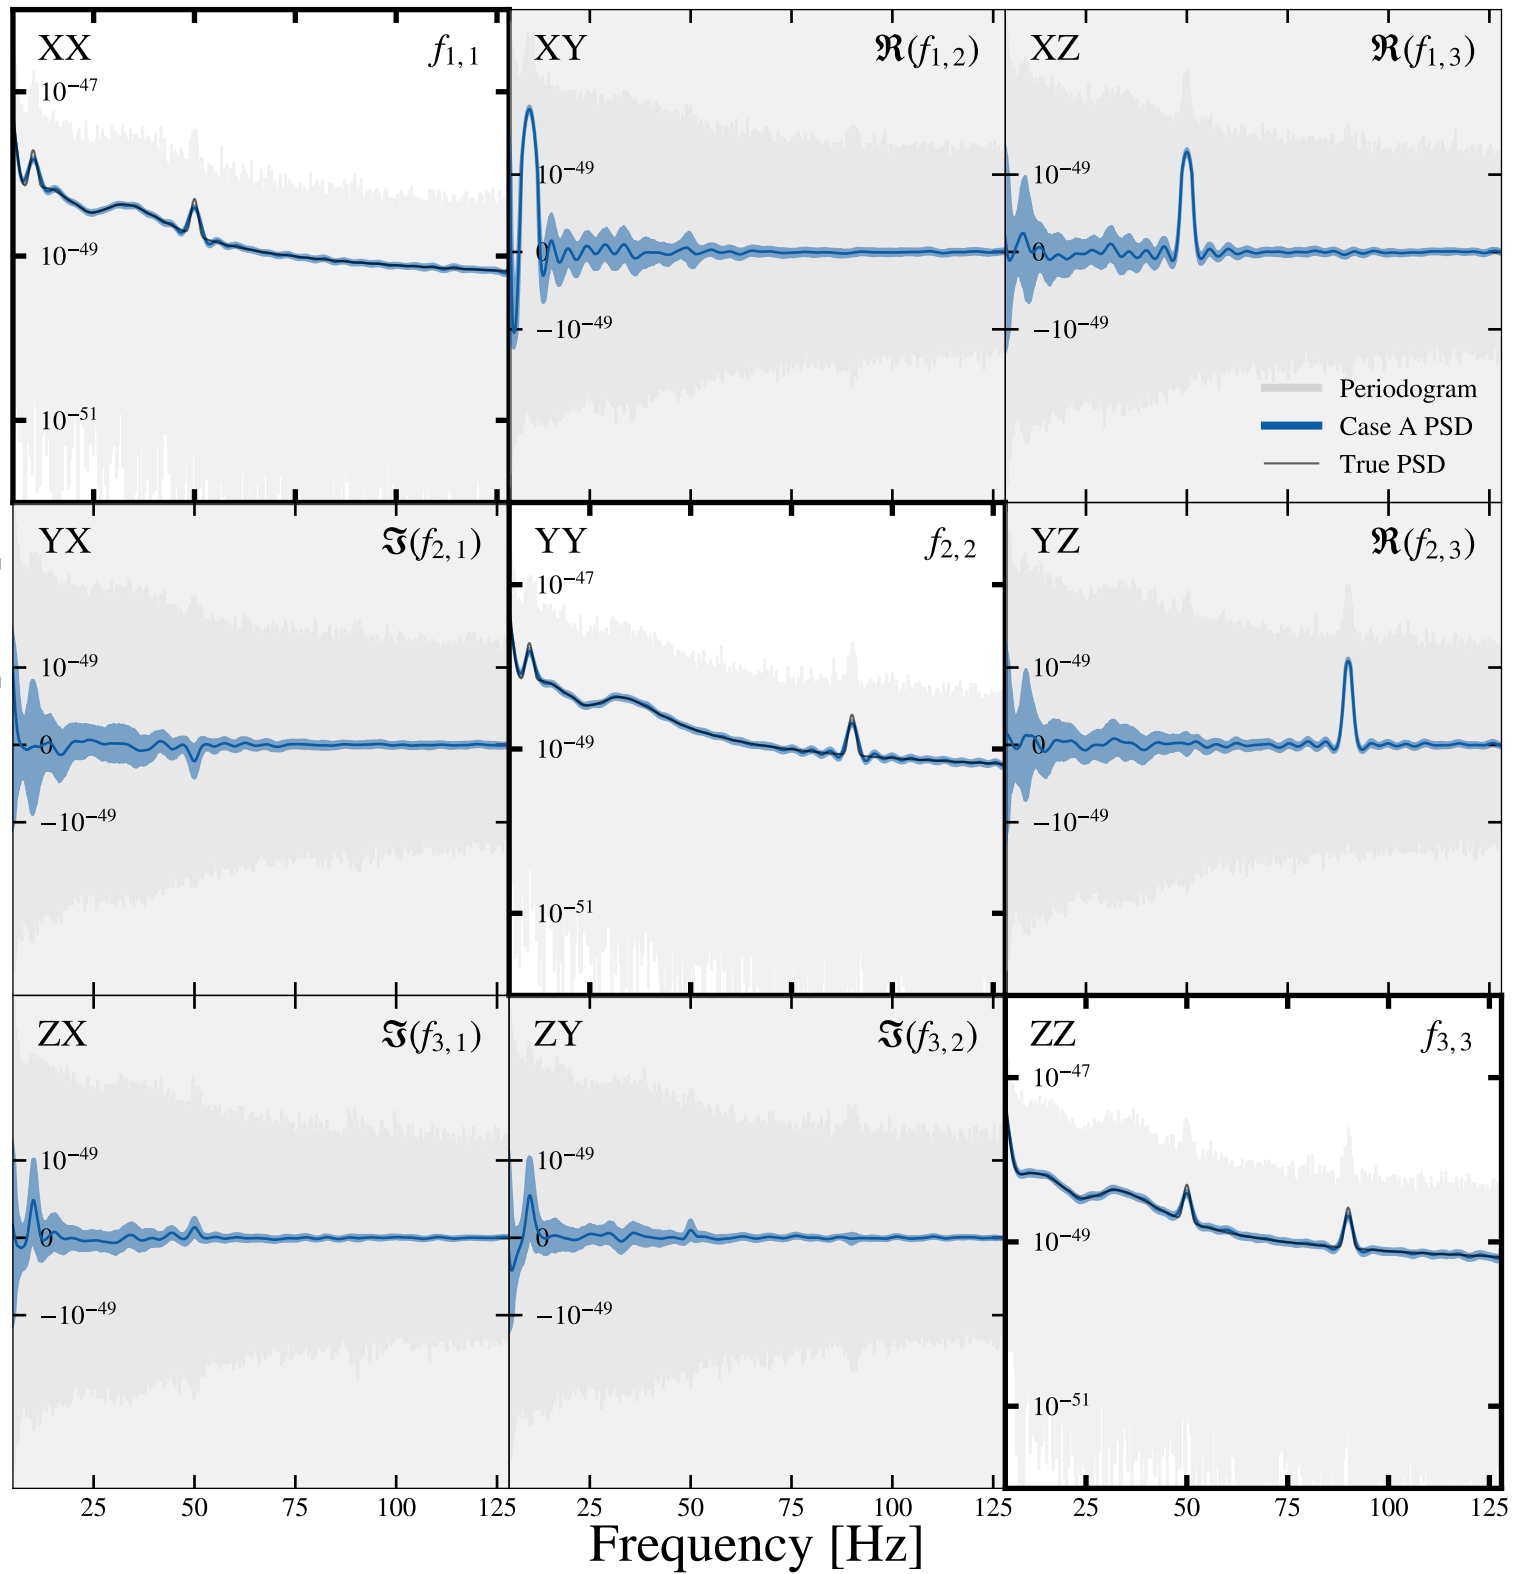 XX f₁,₁
10⁻⁴⁷
10⁻⁴⁹
10⁻⁵¹
XY ℜ(f₁,₂)
10⁻⁴⁹
0
−10⁻⁴⁹
XZ ℜ(f₁,₃)
10⁻⁴⁹
0
−10⁻⁴⁹
Periodogram
Case A PSD
True PSD
YX ℑ(f₂,₁)
10⁻⁴⁹
0
−10⁻⁴⁹
YY f₂,₂
10⁻⁴⁷
10⁻⁴⁹
10⁻⁵¹
YZ ℜ(f₂,₃)
10⁻⁴⁹
0
−10⁻⁴⁹
ZX ℑ(f₃,₁)
10⁻⁴⁹
0
−10⁻⁴⁹
ZY ℑ(f₃,₂)
10⁻⁴⁹
0
−10⁻⁴⁹
ZZ f₃,₃
10⁻⁴⁷
10⁻⁴⁹
10⁻⁵¹
25 50 75 100 125 25 50 75 100 125 25 50 75 100 125
Frequency [Hz]